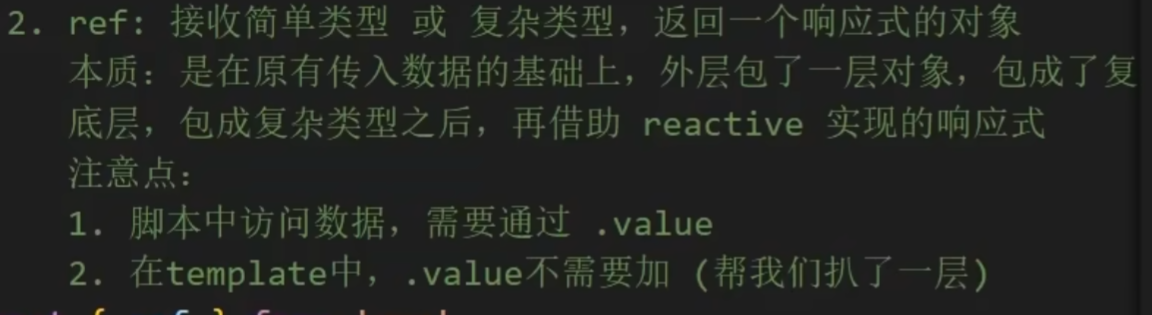 2. ref: 接收简单类型 或 复杂类型，返回一个响应式的对象
本质：是在原有传入数据的基础上，外层包了一层对象，包成了复
底层，包成复杂类型之后，再借助 reactive 实现的响应式
注意点：
1. 脚本中访问数据，需要通过 .value
2. 在template中，.value不需要加 (帮我们扒了一层)